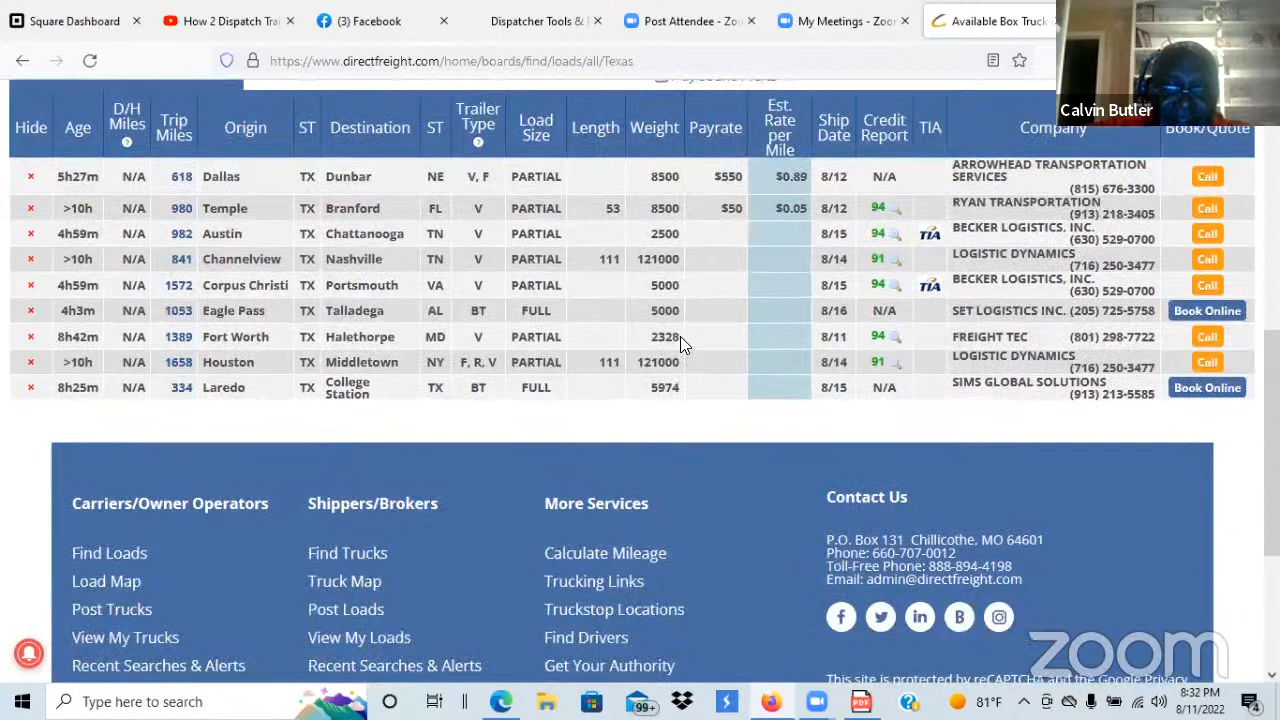 Square Dashboard
How 2 Dispatch Tra
(3) Facebook
Dispatcher Tools &
Post Attendee - Zoom
My Meetings - Zoom
Available Box Truck
https://www.directfreight.com/home/boards/find/loads/all/Texas
Calvin Butler
Hide Age D/H Miles Trip Miles Origin ST Destination ST Trailer Type Load Size Length Weight Payrate Est. Rate per Mile Ship Date Credit Report TIA Company Book/Quote
× 5h27m N/A 618 Dallas TX Dunbar NE V, F PARTIAL 8500 $550 $0.89 8/12 N/A ARROWHEAD TRANSPORTATION SERVICES (815) 676-3300 Call
× >10h N/A 980 Temple TX Branford FL V PARTIAL 53 8500 $50 $0.05 8/12 94 RYAN TRANSPORTATION (913) 218-3405 Call
× 4h59m N/A 982 Austin TX Chattanooga TN V PARTIAL 2500 8/15 94 TIA BECKER LOGISTICS, INC. (630) 529-0700 Call
× >10h N/A 841 Channelview TX Nashville TN V PARTIAL 111 121000 8/14 91 LOGISTIC DYNAMICS (716) 250-3477 Call
× 4h59m N/A 1572 Corpus Christi TX Portsmouth VA V PARTIAL 5000 8/15 94 TIA BECKER LOGISTICS, INC. (630) 529-0700 Call
× 4h3m N/A 1053 Eagle Pass TX Talladega AL BT FULL 5000 8/16 N/A SET LOGISTICS INC. (201) 725-5758 Book Online
× 8h42m N/A 1389 Fort Worth TX Halethorpe MD V PARTIAL 2328 8/11 94 FREIGHT TEC (801) 298-7722 Call
× >10h N/A 1658 Houston TX Middletown NY F, R, V PARTIAL 111 121000 8/14 91 LOGISTIC DYNAMICS (716) 250-3477 Call
× 8h25m N/A 334 Laredo TX College Station TX BT FULL 5974 8/15 N/A SIMS GLOBAL SOLUTIONS (913) 213-5585 Book Online
Carriers/Owner Operators
Find Loads
Load Map
Post Trucks
View My Trucks
Recent Searches & Alerts
Shippers/Brokers
Find Trucks
Truck Map
Post Loads
View My Loads
Recent Searches & Alerts
More Services
Calculate Mileage
Trucking Links
Truckstop Locations
Find Drivers
Get Your Authority
Contact Us
P.O. Box 131 Chillicothe, MO 64601
Phone: 660-707-0012
Toll-Free Phone: 888-894-4198
Email: admin@directfreight.com
This site is protected by reCAPTCHA and the Google Privacy
zoom
Type here to search
99+
PDF
81°F
8:32 PM
8/11/2022
4